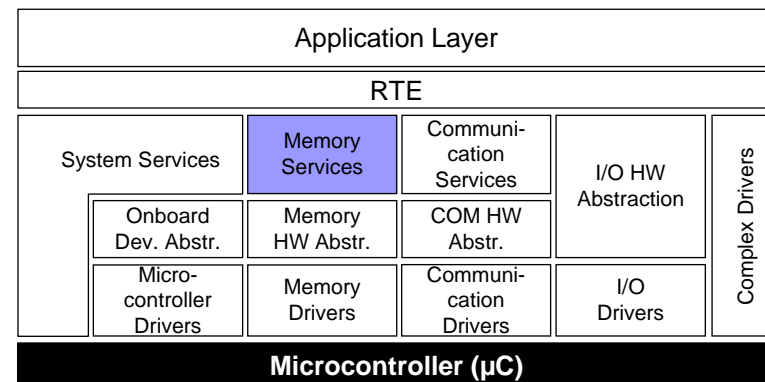 Application Layer
RTE
System Services
Memory
Services
Communi-
cation
Services
I/O HW
Abstraction
Complex Drivers
Onboard
Dev. Abstr.
Memory
HW Abstr.
COM HW
Abstr.
Micro-
controller
Drivers
Memory
Drivers
Communi-
cation
Drivers
I/O
Drivers
Microcontroller (µC)